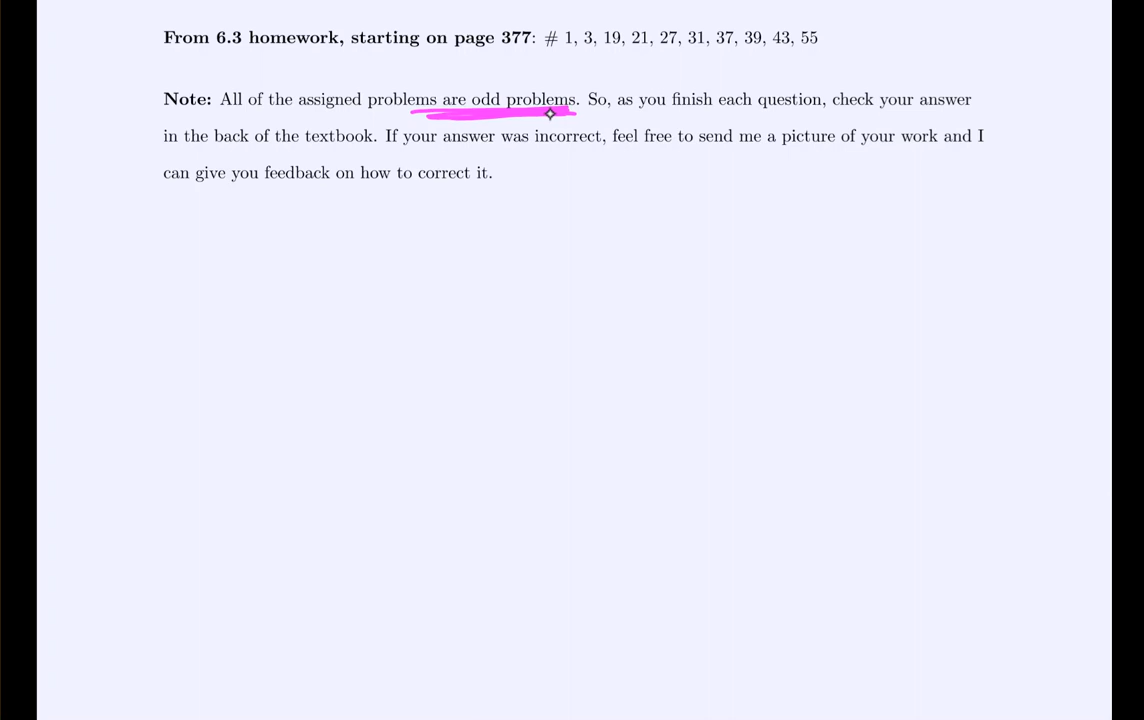 From 6.3 homework, starting on page 377: # 1, 3, 19, 21, 27, 31, 37, 39, 43, 55
Note: All of the assigned problems are odd problems. So, as you finish each question, check your answer
in the back of the textbook. If your answer was incorrect, feel free to send me a picture of your work and I
can give you feedback on how to correct it.